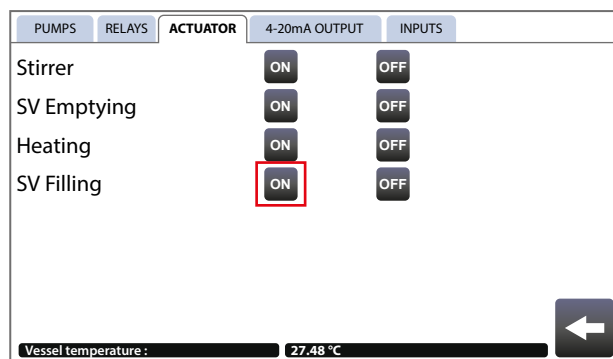 PUMPS RELAYS ACTUATOR 4-20mA OUTPUT INPUTS
Stirrer ON OFF
SV Emptying ON OFF
Heating ON OFF
SV Filling ON OFF
Vessel temperature : 27.48 °C